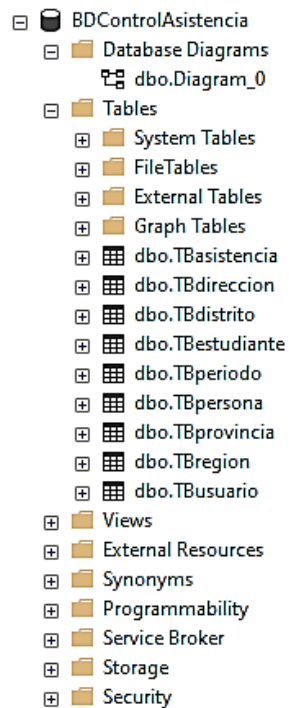 BDControlAsistencia
Database Diagrams
dbo.Diagram_0
Tables
System Tables
FileTables
External Tables
Graph Tables
dbo.TBasistencia
dbo.TBdireccion
dbo.TBdistrito
dbo.TBestudiante
dbo.TBperiodo
dbo.TBpersona
dbo.TBprovincia
dbo.TBregion
dbo.TBusuario
Views
External Resources
Synonyms
Programmability
Service Broker
Storage
Security